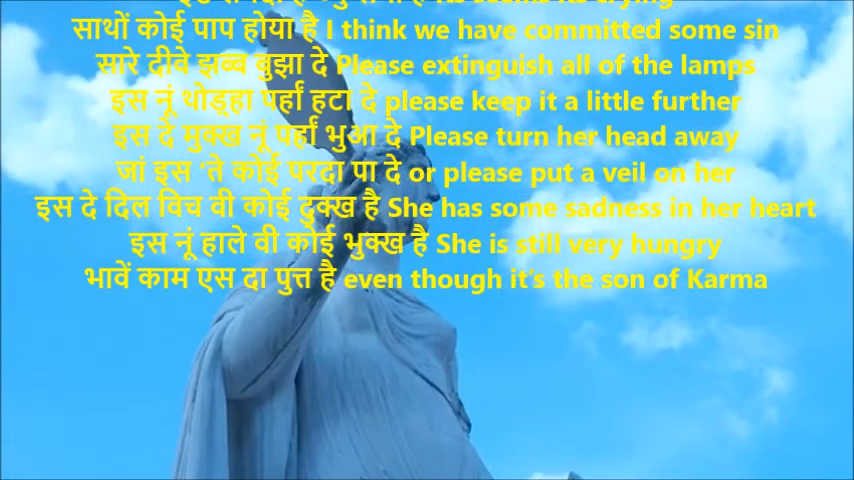 साथों कोई पाप होया है I think we have committed some sin
सारे दीवे झब्ब बुझा दे Please extinguish all of the lamps
इस नूं थोड़्हा पर्हां हटा दे please keep it a little further
इस दे मुक्ख नूं पर्हां भुआ दे Please turn her head away
जां इस ’ते कोई परदा पा दे or please put a veil on her
इस दे दिल विच वी कोई दुक्ख है She has some sadness in her heart
इस नूं हाले वी कोई भुक्ख है She is still very hungry
भावें काम एस दा पुत्त है even though it’s the son of Karma